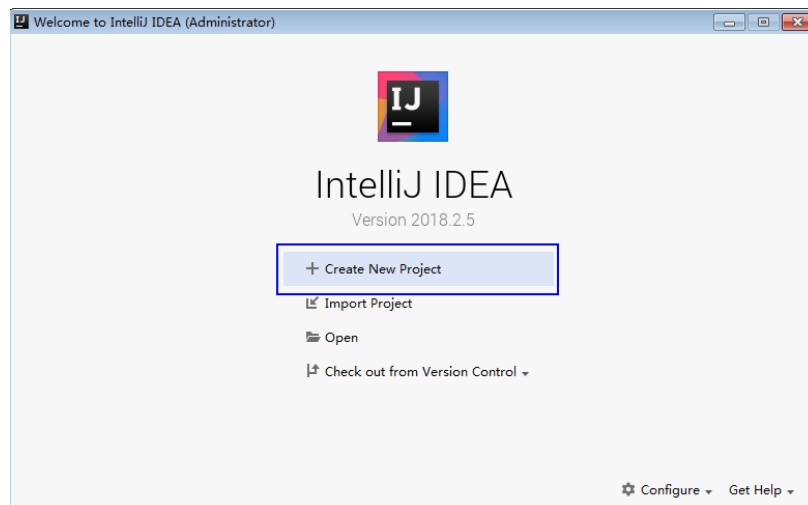 Welcome to IntelliJ IDEA (Administrator)
IJ
IntelliJ IDEA
Version 2018.2.5
Create New Project
Import Project
Open
Check out from Version Control
Configure
Get Help